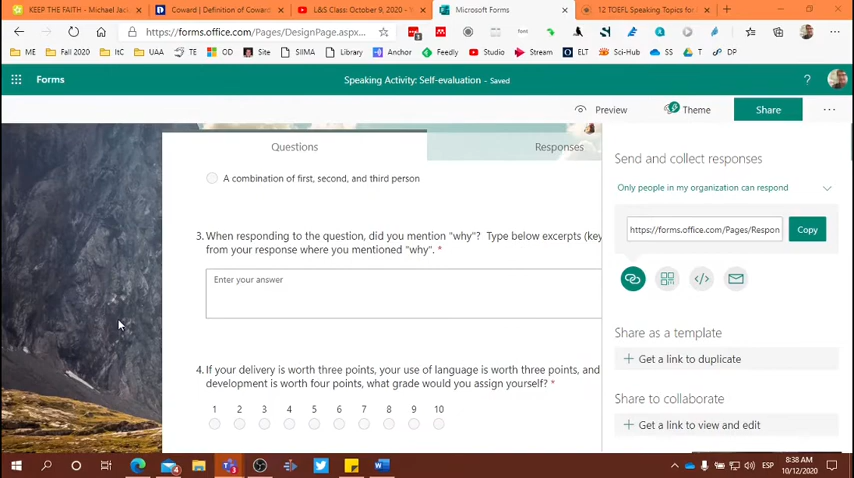 KEEP THE FAITH - Michael Jac
Coward | Definition of Coward
L&S Class: October 9, 2020 -
Microsoft Forms
12 TOEFL Speaking Topics for
https://forms.office.com/Pages/DesignPage.aspx...
ME
Fall 2020
ItC
UAA
TE
OD
Site
SIIMA
Library
Anchor
Feedly
Studio
Stream
ELT
Sci-Hub
SS
T
DP
Forms
Speaking Activity: Self-evaluation - Saved
?
Preview
Theme
Share
Questions
Responses
A combination of first, second, and third person
3. When responding to the question, did you mention "why"? Type below excerpts (key
from your response where you mentioned "why". *
Enter your answer
4. If your delivery is worth three points, your use of language is worth three points, and
development is worth four points, what grade would you assign yourself? *
1 2 3 4 5 6 7 8 9 10
Send and collect responses
Only people in my organization can respond
https://forms.office.com/Pages/Respon
Copy
Share as a template
Get a link to duplicate
Share to collaborate
Get a link to view and edit
ESP
8:38 AM
10/12/2020